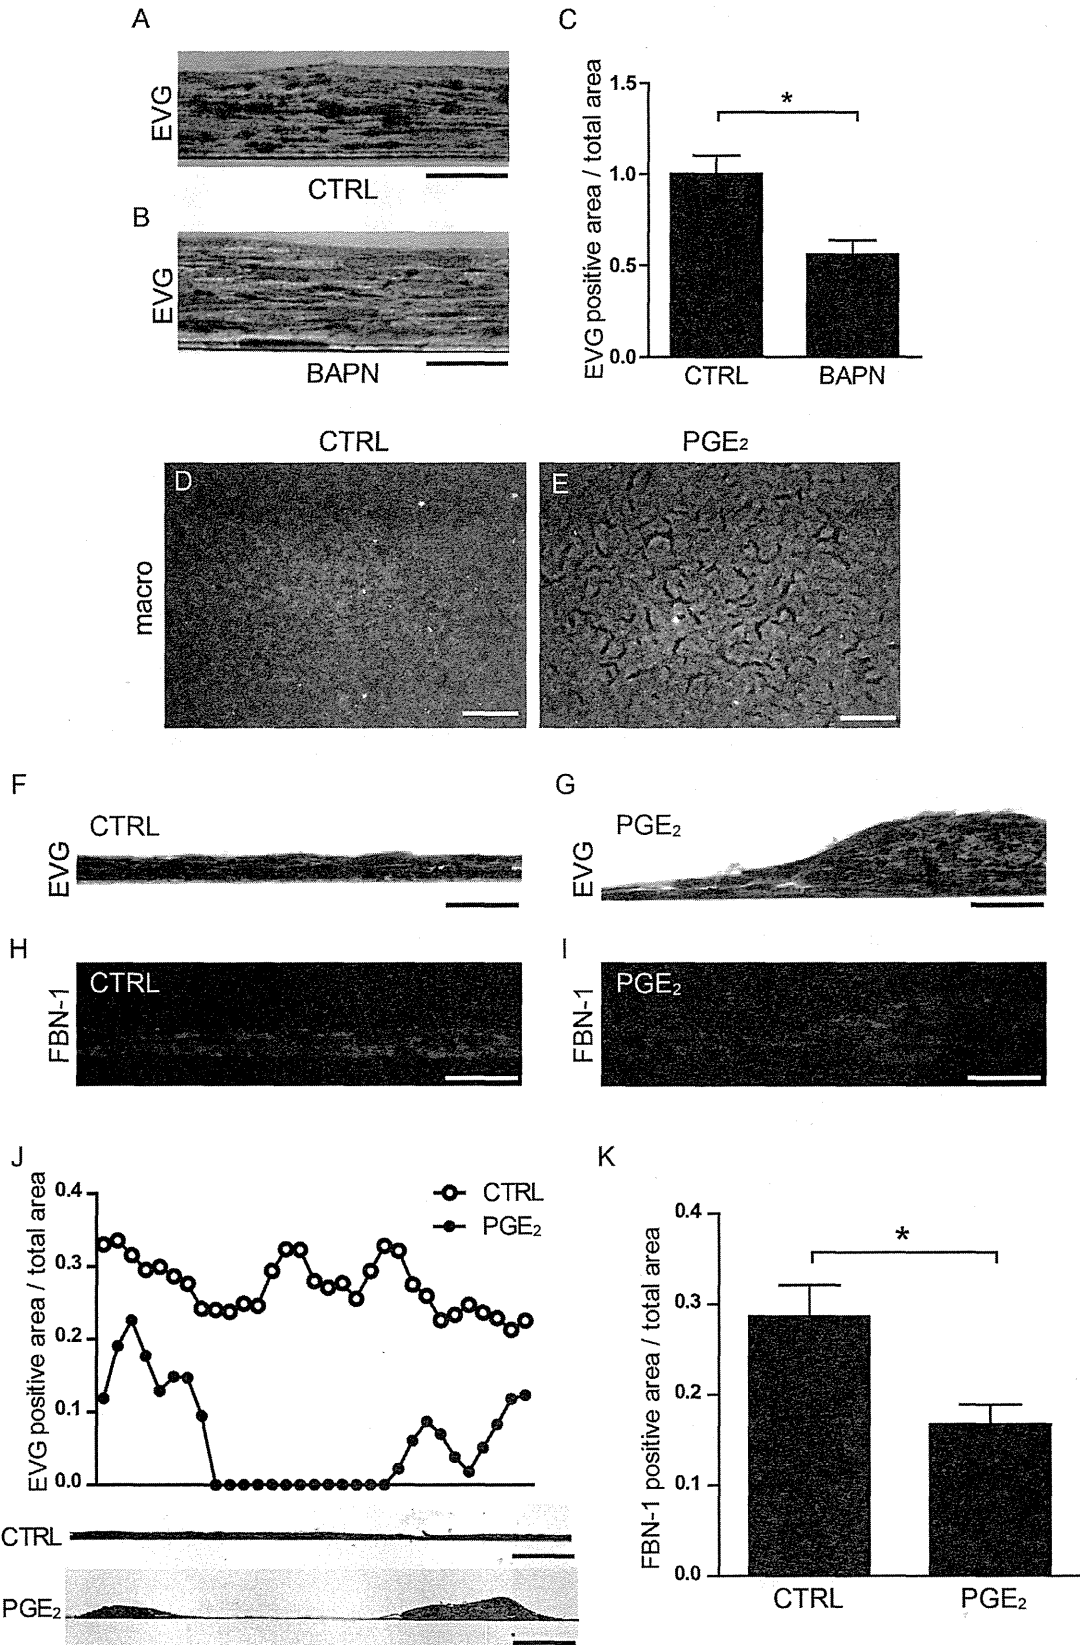 A
EVG
CTRL
B
EVG
BAPN
C
EVG positive area / total area
1.5
1.0
0.5
0.0
*
CTRL
BAPN
CTRL
PGE₂
macro
D
E
F
EVG
CTRL
G
EVG
PGE₂
H
FBN-1
CTRL
I
FBN-1
PGE₂
J
EVG positive area / total area
0.4
0.3
0.2
0.1
0.0
CTRL
PGE₂
CTRL
PGE₂
K
FBN-1 positive area / total area
0.4
0.3
0.2
0.1
0.0
*
CTRL
PGE₂